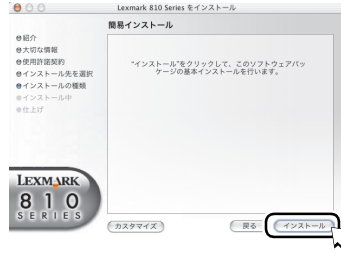 Lexmark 810 Series をインストール
簡易インストール
紹介
大切な情報
使用許諾契約
インストール先を選択
インストールの種類
インストール中
仕上げ
"インストール"をクリックして、このソフトウェアパッ
ケージの基本インストールを行います。
LEXMARK
810
SERIES
カスタマイズ
戻る
インストール